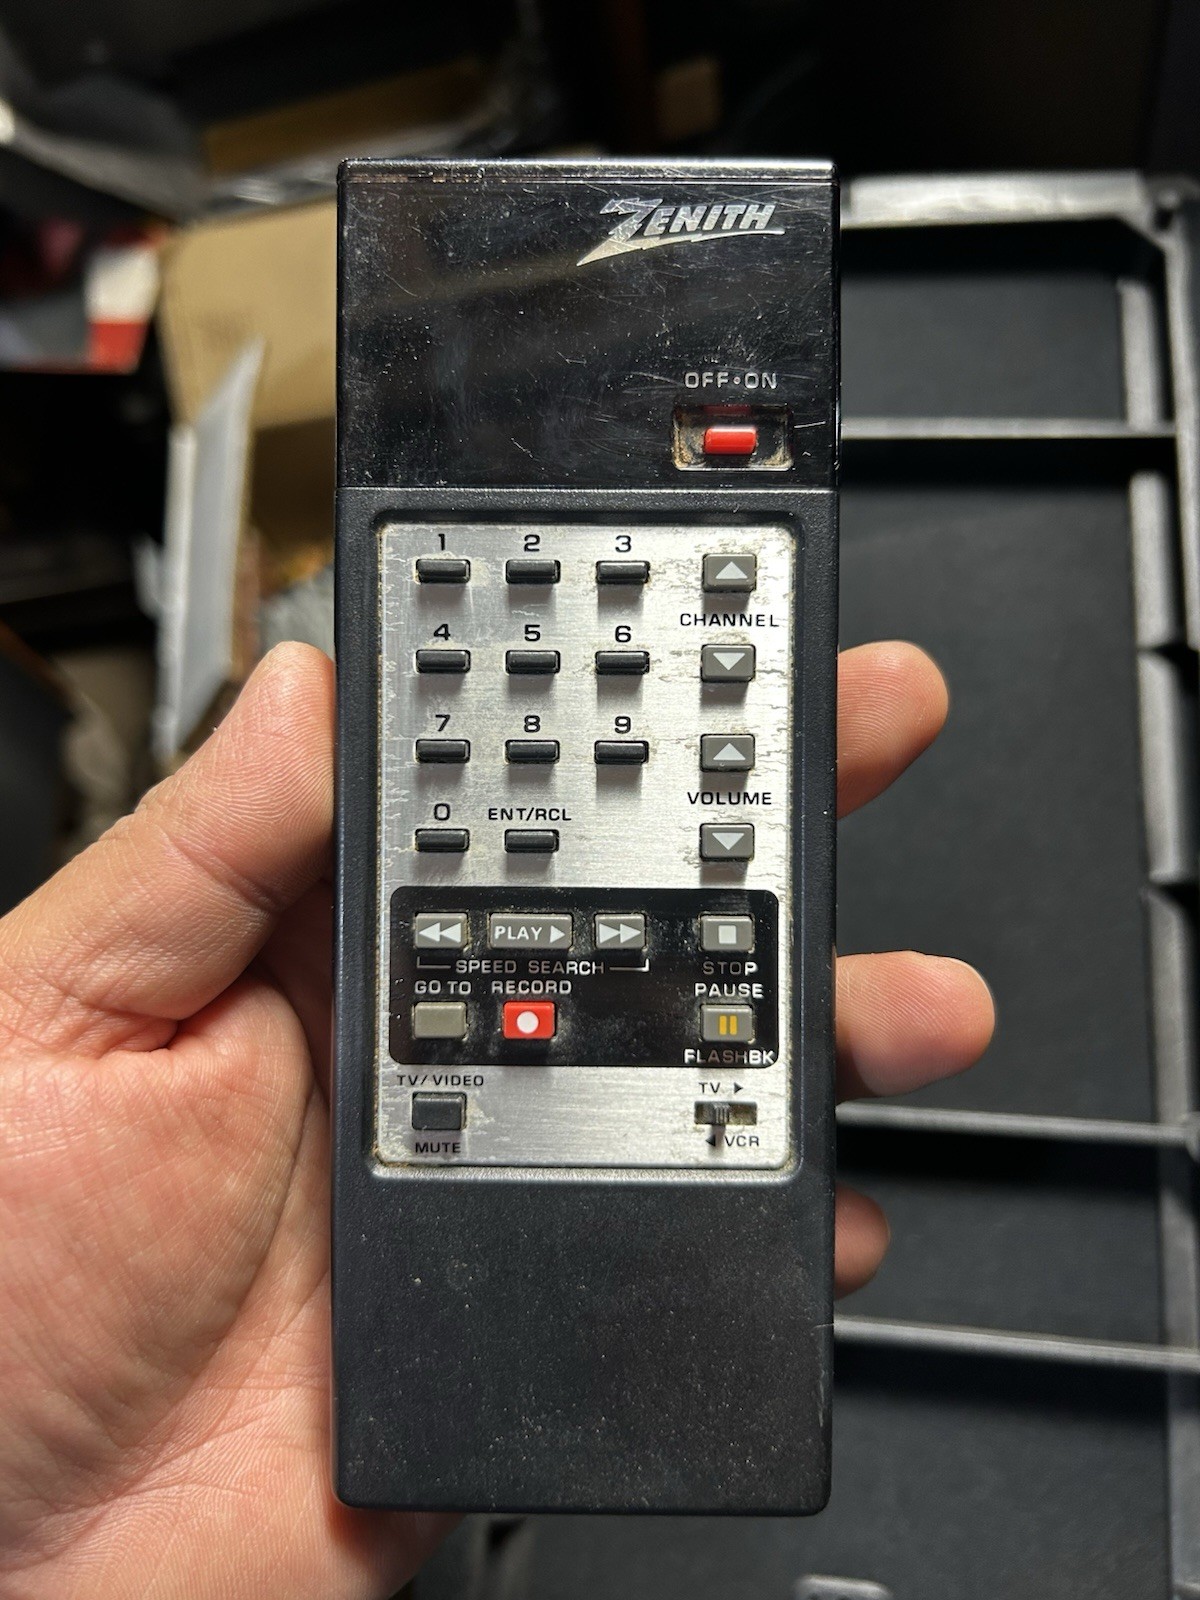 ZENITH
OFF•ON
1 2 3
CHANNEL
4 5 6
7 8 9
VOLUME
0 ENT/RCL
PLAY
SPEED SEARCH STOP
GO TO RECORD PAUSE
FLASHBK
TV/VIDEO TV
MUTE VCR